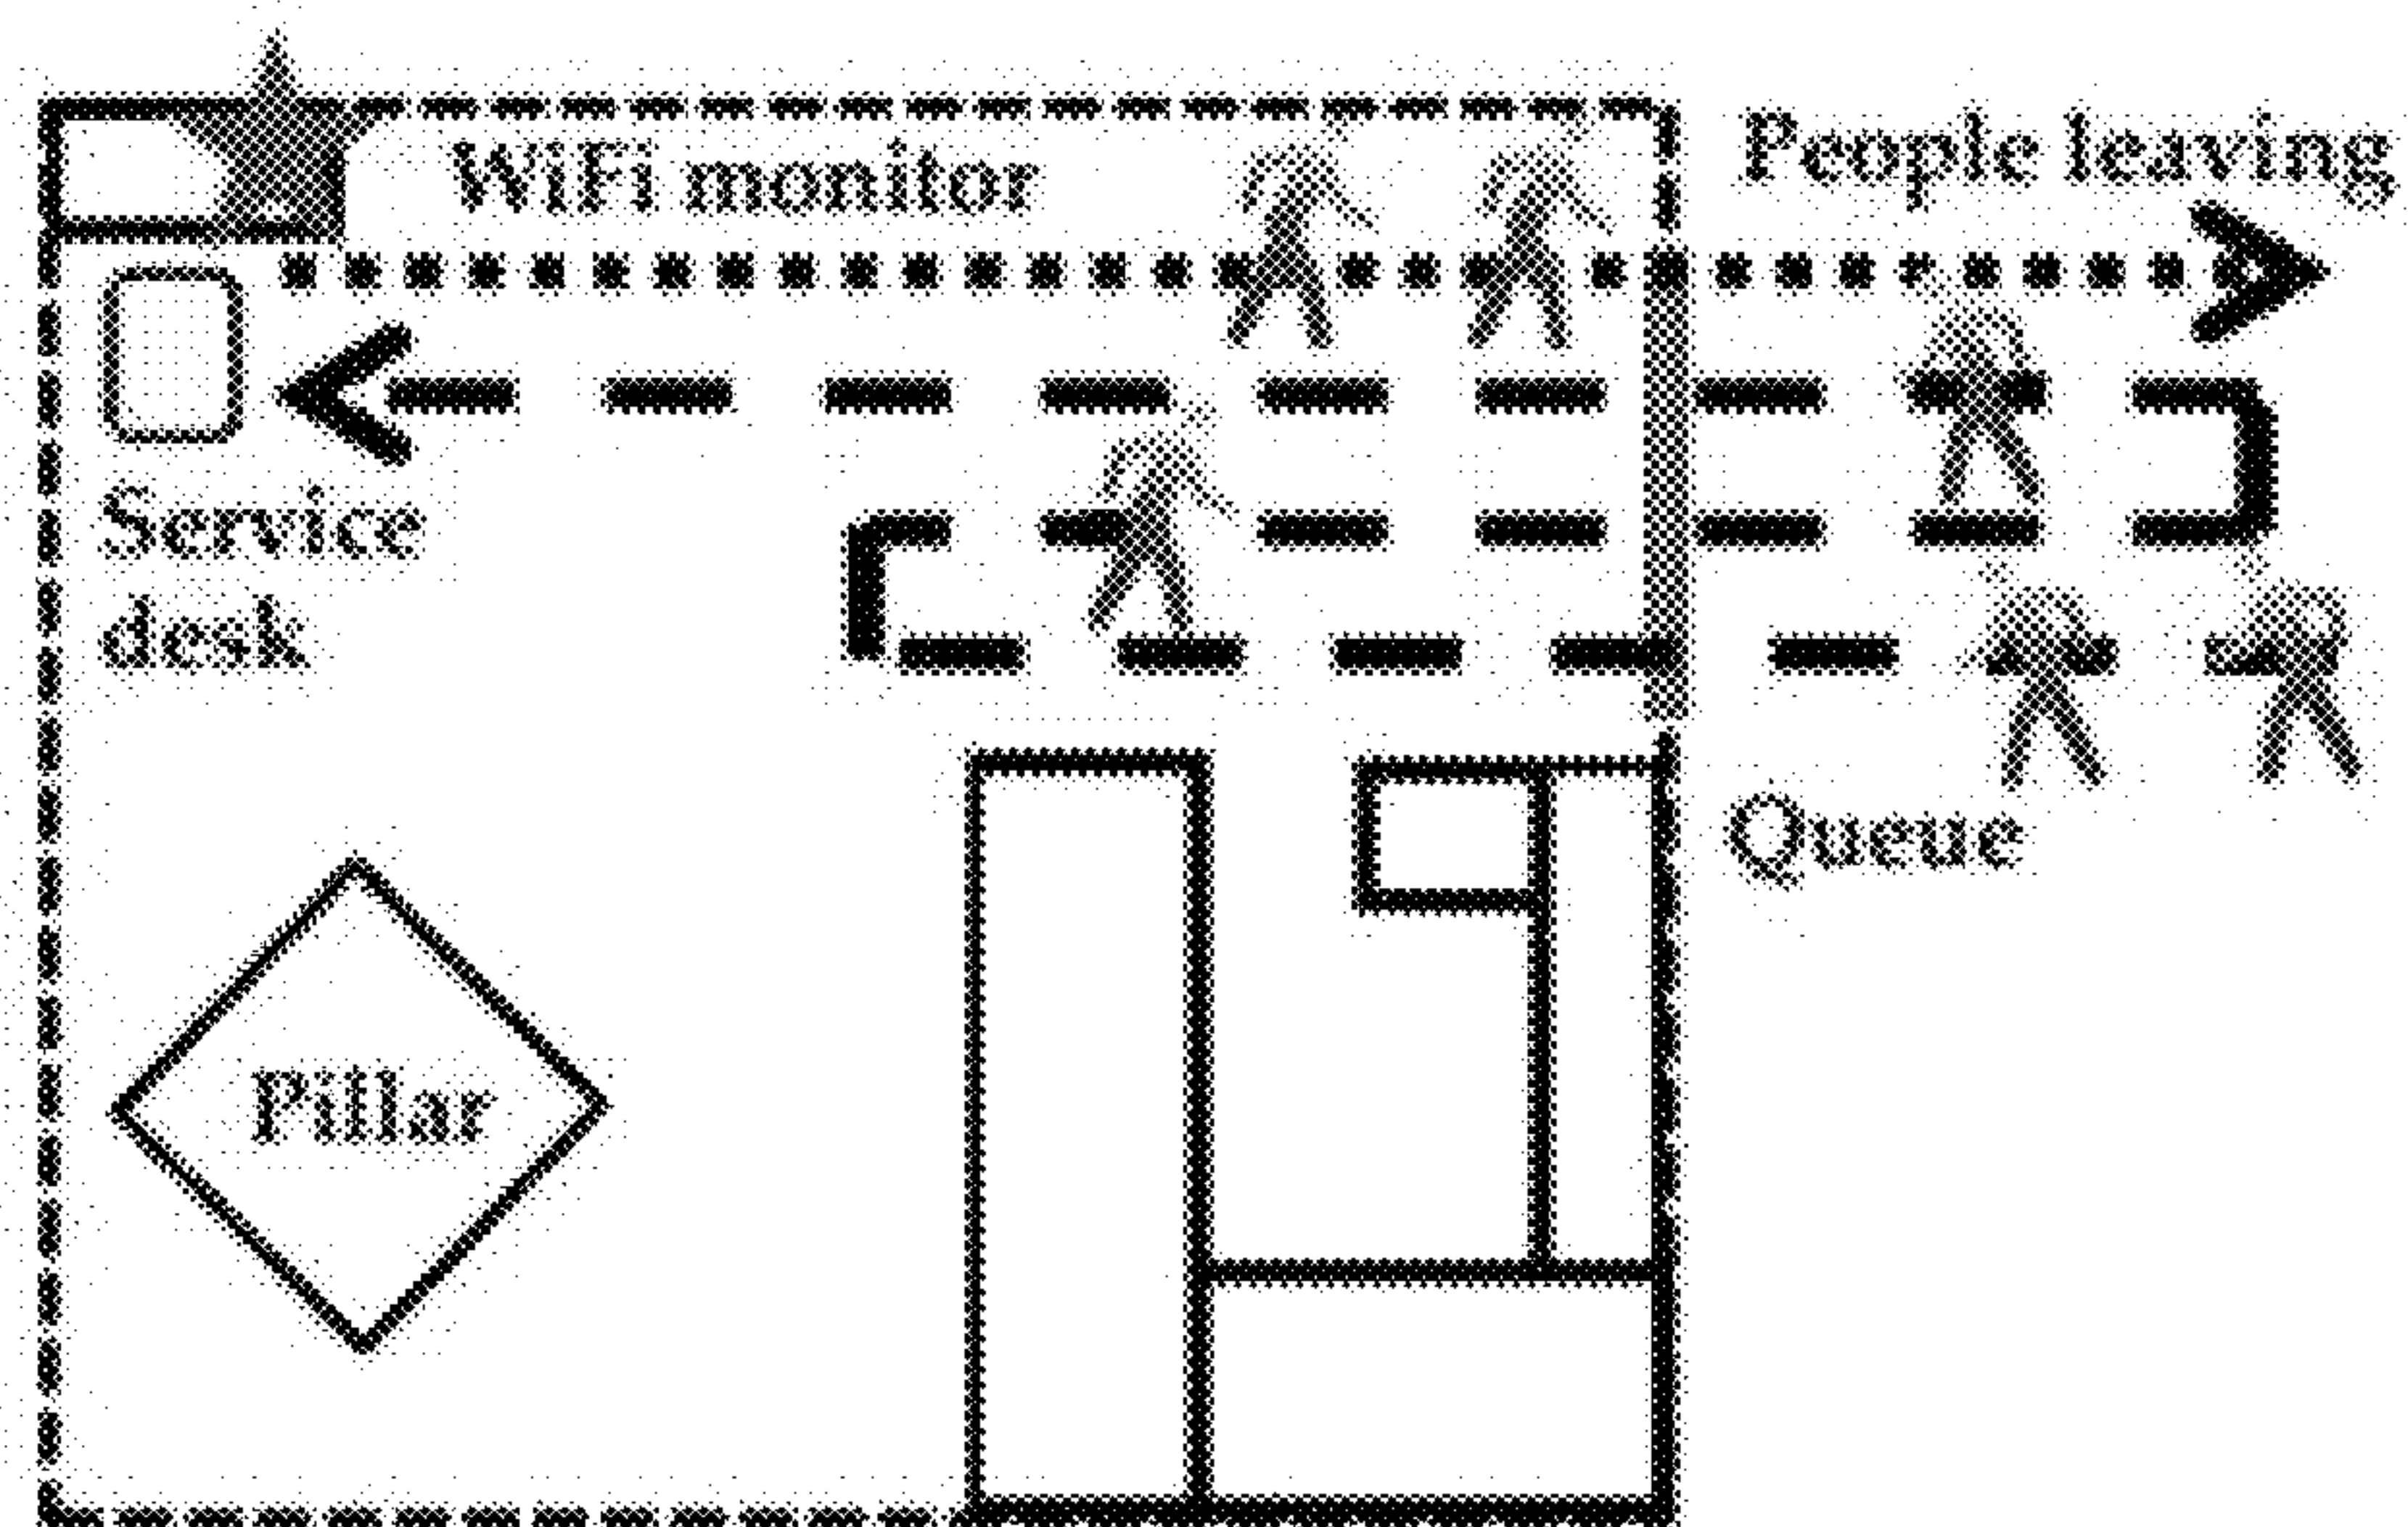 WiFi monitor
People leaving
Service
desk
Queue
Pillar